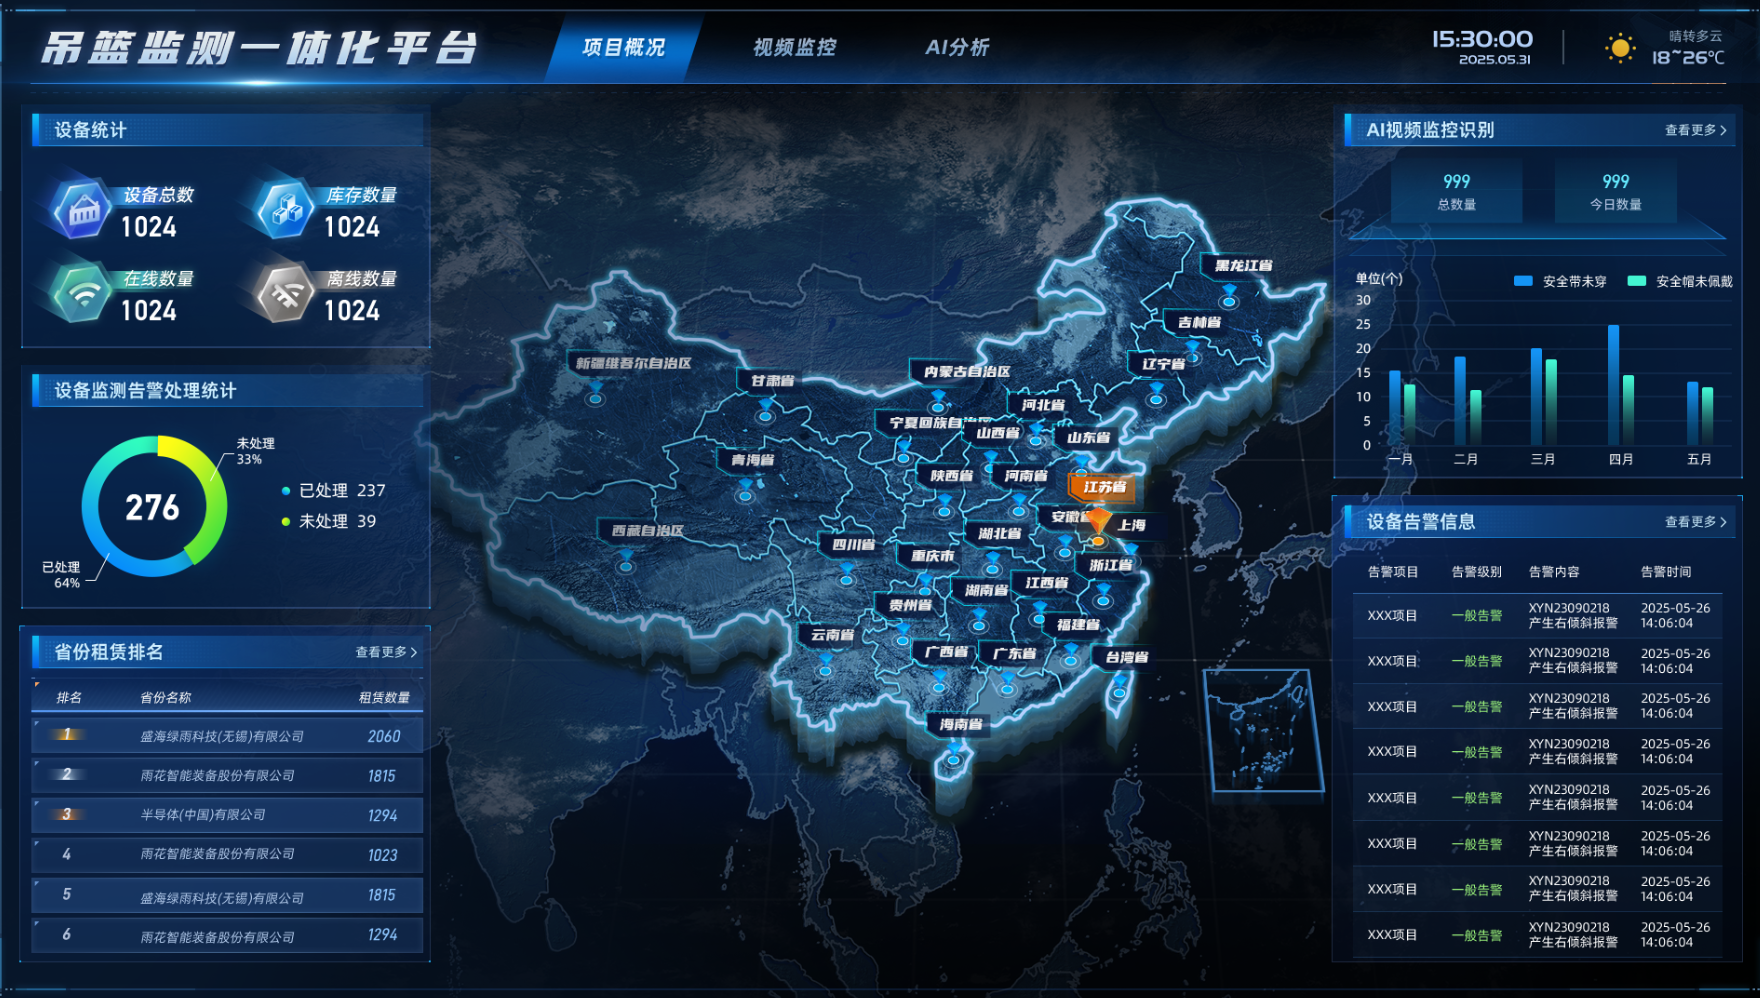 吊篮监测一体化平台
项目概况
视频监控
AI分析
15:30:00
2025.05.31
晴转多云
18~26℃
设备统计
设备总数
1024
库存数量
1024
在线数量
1024
离线数量
1024
设备监测告警处理统计
未处理
33%
276
已处理 237
未处理 39
已处理
64%
省份租赁排名
查看更多
排名 省份名称 租赁数量
1 盛海绿雨科技(无锡)有限公司 2060
2 雨花智能装备股份有限公司 1815
3 半导体(中国)有限公司 1294
4 雨花智能装备股份有限公司 1023
5 盛海绿雨科技(无锡)有限公司 1815
6 雨花智能装备股份有限公司 1294
黑龙江省
吉林省
辽宁省
新疆维吾尔自治区
甘肃省
内蒙古自治区
河北省
宁夏回族自治区
山西省
山东省
青海省
陕西省
河南省
江苏省
安徽省
上海
西藏自治区
四川省
湖北省
重庆市
浙江省
湖南省
江西省
贵州省
福建省
云南省
广西省
广东省
台湾省
海南省
AI视频监控识别
查看更多
999
总数量
999
今日数量
单位(个)
安全带未穿
安全帽未佩戴
30
25
20
15
10
5
0
一月 二月 三月 四月 五月
设备告警信息
查看更多
告警项目 告警级别 告警内容 告警时间
XXX项目 一般告警 XYN23090218 产生右倾斜报警 2025-05-26 14:06:04
XXX项目 一般告警 XYN23090218 产生右倾斜报警 2025-05-26 14:06:04
XXX项目 一般告警 XYN23090218 产生右倾斜报警 2025-05-26 14:06:04
XXX项目 一般告警 XYN23090218 产生右倾斜报警 2025-05-26 14:06:04
XXX项目 一般告警 XYN23090218 产生右倾斜报警 2025-05-26 14:06:04
XXX项目 一般告警 XYN23090218 产生右倾斜报警 2025-05-26 14:06:04
XXX项目 一般告警 XYN23090218 产生右倾斜报警 2025-05-26 14:06:04
XXX项目 一般告警 XYN23090218 产生右倾斜报警 2025-05-26 14:06:04